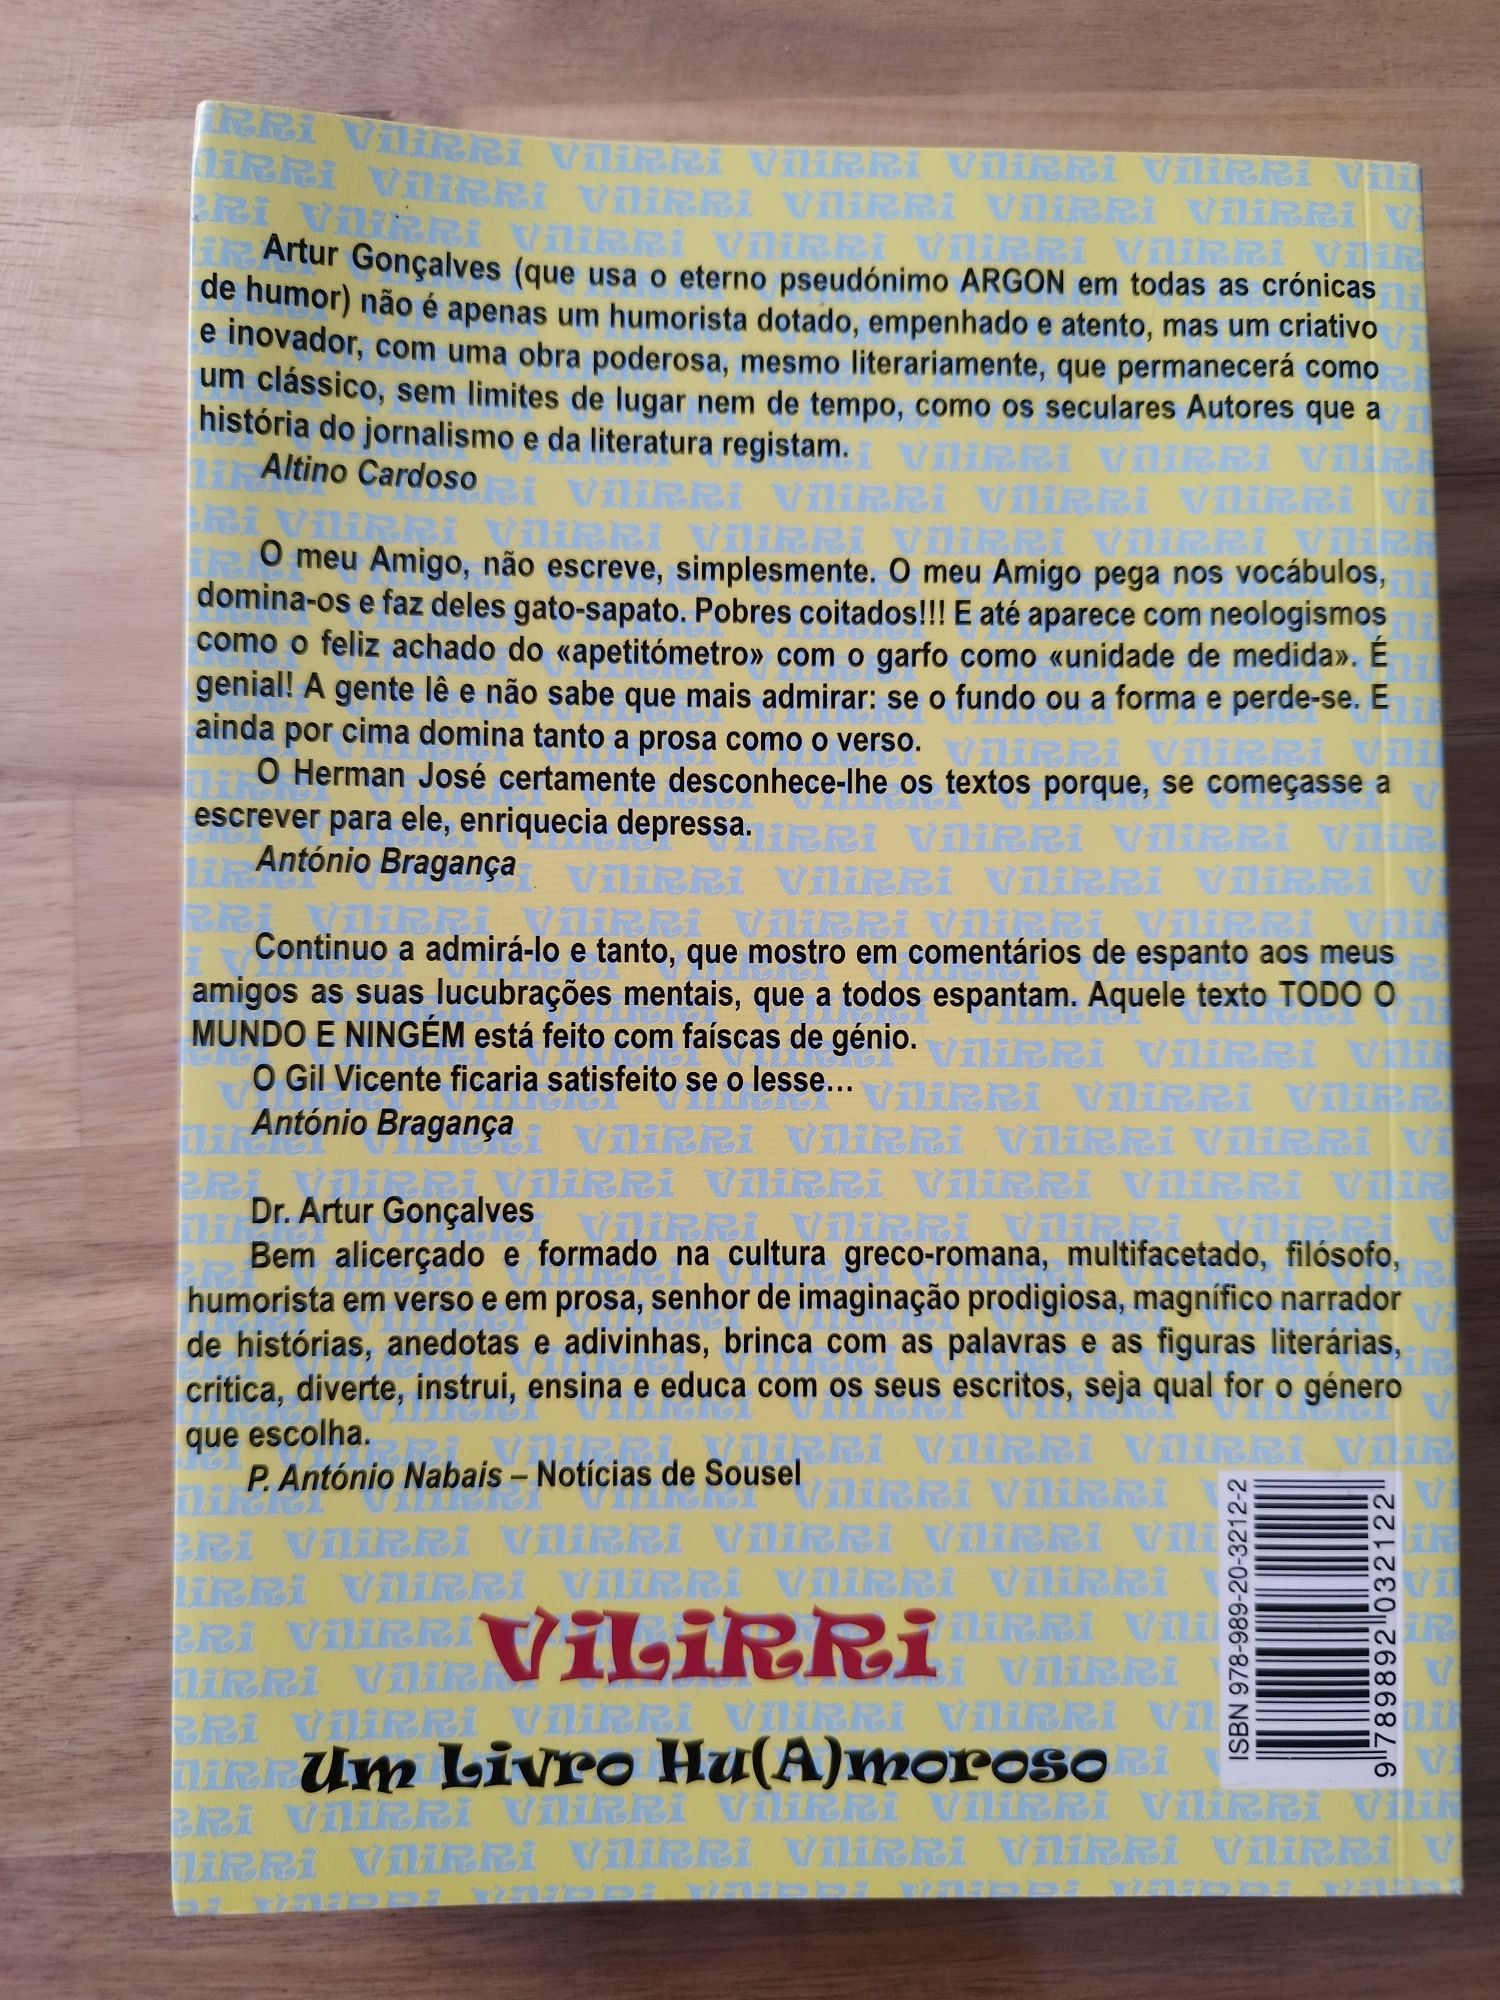 Artur Gonçalves (que usa o eterno pseudónimo ARGON em todas as crónicas
de humor) não é apenas um humorista dotado, empenhado e atento, mas um criativo
e inovador, com uma obra poderosa, mesmo literariamente, que permanecerá como
um clássico, sem limites de lugar nem de tempo, como os seculares Autores que a
história do jornalismo e da literatura registam.
Altino Cardoso
O meu Amigo, não escreve, simplesmente. O meu Amigo pega nos vocábulos,
domina-os e faz deles gato-sapato. Pobres coitados!!! E até aparece com neologismos
como o feliz achado do «apetitómetro» com o garfo como «unidade de medida». É
genial! A gente lê e não sabe que mais admirar: se o fundo ou a forma e perde-se. E
ainda por cima domina tanto a prosa como o verso.
O Herman José certamente desconhece-lhe os textos porque, se começasse a
escrever para ele, enriquecia depressa.
António Bragança
Continuo a admirá-lo e tanto, que mostro em comentários de espanto aos meus
amigos as suas lucubrações mentais, que a todos espantam. Aquele texto TODO O
MUNDO E NINGÉM está feito com faíscas de génio.
O Gil Vicente ficaria satisfeito se o lesse...
António Bragança
Dr. Artur Gonçalves
Bem alicerçado e formado na cultura greco-romana, multifacetado, filósofo,
humorista em verso e em prosa, senhor de imaginação prodigiosa, magnífico narrador
de histórias, anedotas e adivinhas, brinca com as palavras e as figuras literárias,
critica, diverte, instrui, ensina e educa com os seus escritos, seja qual for o género
que escolha.
P. António Nabais – Notícias de Sousel
ViLiRRi
Um Livro Hu(A)moroso
ISBN 978-989-20-3212-2
9 789892 032122